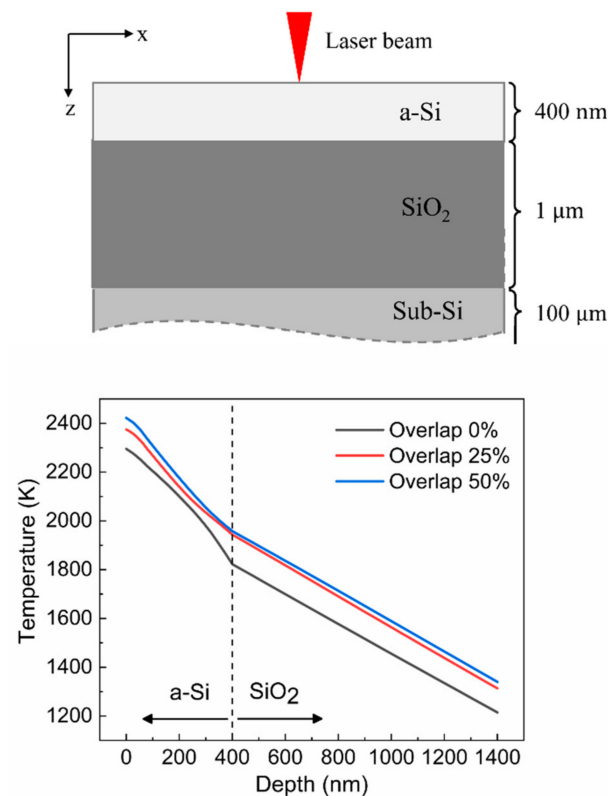 x
z
Laser beam
a-Si
400 nm
SiO₂
1 μm
Sub-Si
100 μm
Temperature (K)
2400
2200
2000
1800
1600
1400
1200
Overlap 0%
Overlap 25%
Overlap 50%
a-Si
SiO₂
0 200 400 600 800 1000 1200 1400
Depth (nm)